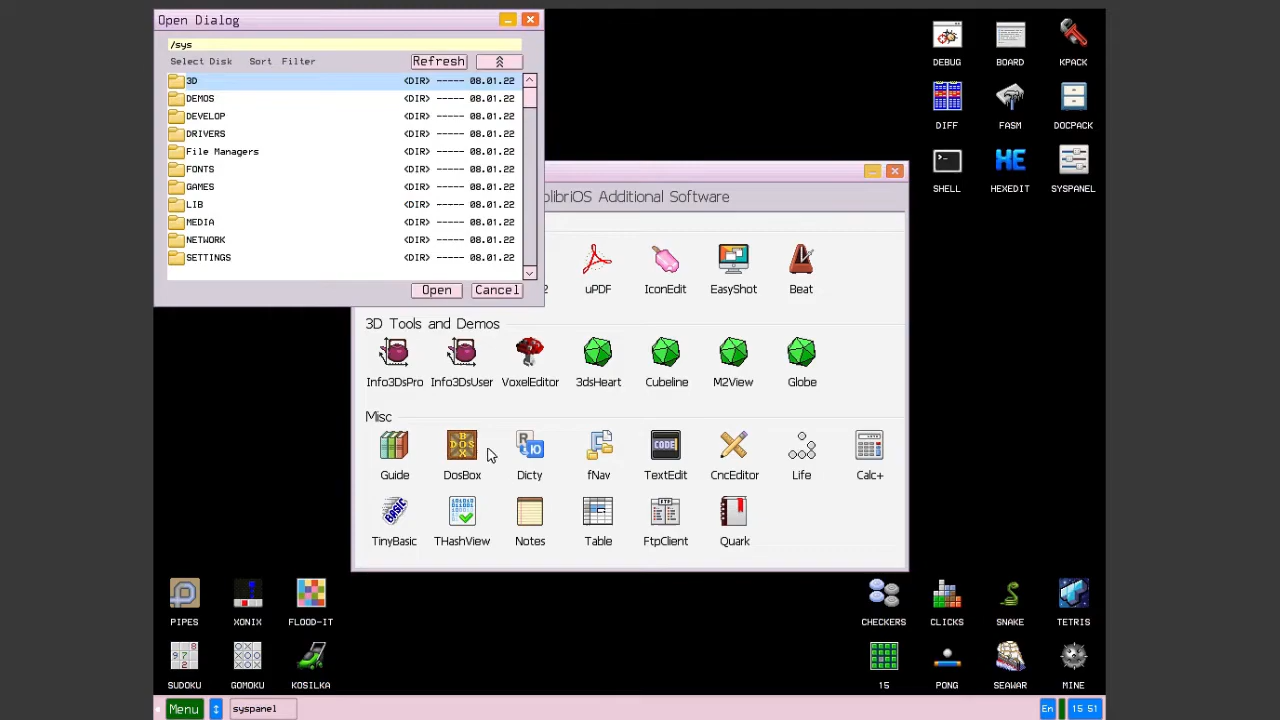 Open Dialog
/sys
Select Disk Sort Filter Refresh
3D <DIR> ----- 08.01.22
DEMOS <DIR> ----- 08.01.22
DEVELOP <DIR> ----- 08.01.22
DRIVERS <DIR> ----- 08.01.22
File Managers <DIR> ----- 08.01.22
FONTS <DIR> ----- 08.01.22
GAMES <DIR> ----- 08.01.22
LIB <DIR> ----- 08.01.22
MEDIA <DIR> ----- 08.01.22
NETWORK <DIR> ----- 08.01.22
SETTINGS <DIR> ----- 08.01.22
Open Cancel
DEBUG BOARD KPACK
DIFF FASM DOCPACK
SHELL HEXEDIT SYSPANEL
olibriOS Additional Software
2 uPDF IconEdit EasyShot Beat
3D Tools and Demos
Info3DsPro Info3DsUser VoxelEditor 3dsHeart Cubeline M2View Globe
Misc
Guide DosBox Dicty fNav TextEdit CncEditor Life Calc+
TinyBasic THashView Notes Table FtpClient Quark
PIPES XONIX FLOOD-IT
SUDOKU GOMOKU KOSILKA
CHECKERS CLICKS SNAKE TETRIS
15 PONG SEAWAR MINE
Menu syspanel En 15 51